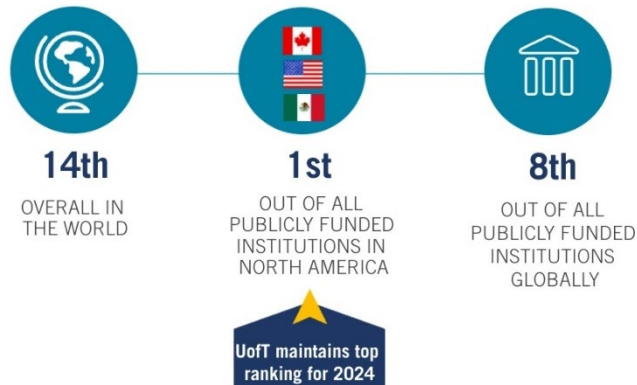 14th
OVERALL IN
THE WORLD
1st
OUT OF ALL
PUBLICLY FUNDED
INSTITUTIONS IN
NORTH AMERICA
8th
OUT OF ALL
PUBLICLY FUNDED
INSTITUTIONS
GLOBALLY
UofT maintains top
ranking for 2024